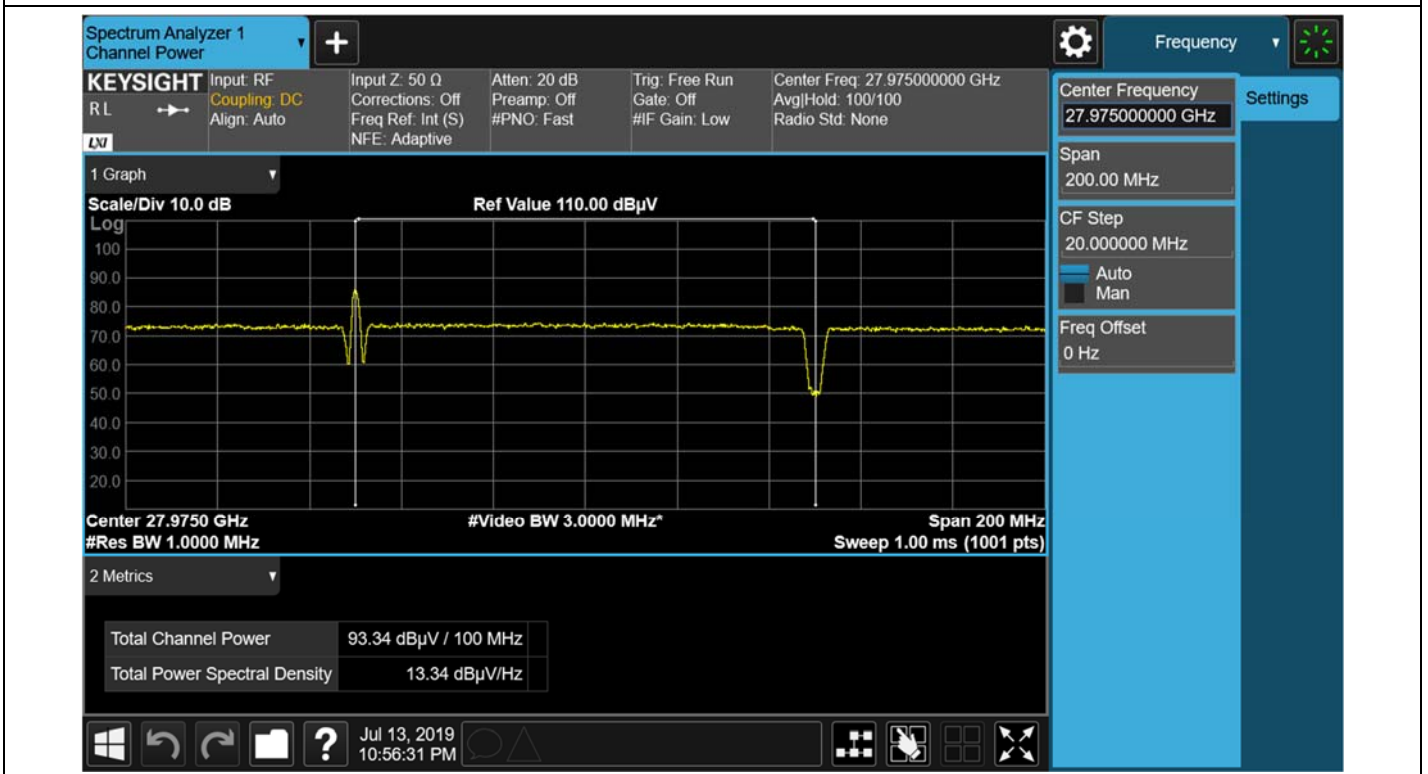 Spectrum Analyzer 1
Channel Power
+
Frequency
KEYSIGHT
RL
LXI
Input: RF
Coupling: DC
Align: Auto
Input Z: 50 Ω
Corrections: Off
Freq Ref: Int (S)
NFE: Adaptive
Atten: 20 dB
Preamp: Off
#PNO: Fast
Trig: Free Run
Gate: Off
#IF Gain: Low
Center Freq: 27.975000000 GHz
Avg|Hold: 100/100
Radio Std: None
Center Frequency
27.975000000 GHz
Settings
Span
200.00 MHz
CF Step
20.000000 MHz
Auto
Man
Freq Offset
0 Hz
1 Graph
Scale/Div 10.0 dB
Ref Value 110.00 dBµV
Log
100
90.0
80.0
70.0
60.0
50.0
40.0
30.0
20.0
Center 27.9750 GHz
#Video BW 3.0000 MHz*
Span 200 MHz
#Res BW 1.0000 MHz
Sweep 1.00 ms (1001 pts)
2 Metrics
Total Channel Power 93.34 dBµV / 100 MHz
Total Power Spectral Density 13.34 dBµV/Hz
?
Jul 13, 2019
10:56:31 PM